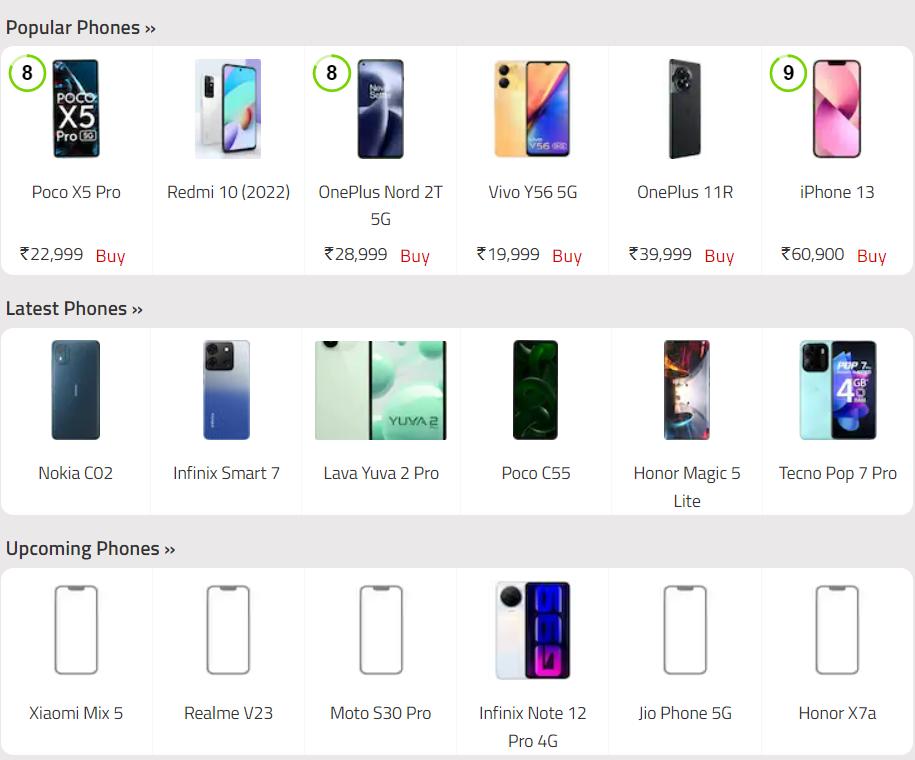 Popular Phones »
8
8
9
POCO
X5
Pro 5G
Poco X5 Pro
Redmi 10 (2022)
OnePlus Nord 2T
5G
Vivo Y56 5G
OnePlus 11R
iPhone 13
₹22,999 Buy
₹28,999 Buy
₹19,999 Buy
₹39,999 Buy
₹60,900 Buy
Latest Phones »
YUVA 2
POP 7
4GB
RAM
Nokia C02
Infinix Smart 7
Lava Yuva 2 Pro
Poco C55
Honor Magic 5
Lite
Tecno Pop 7 Pro
Upcoming Phones »
Xiaomi Mix 5
Realme V23
Moto S30 Pro
Infinix Note 12
Pro 4G
Jio Phone 5G
Honor X7a